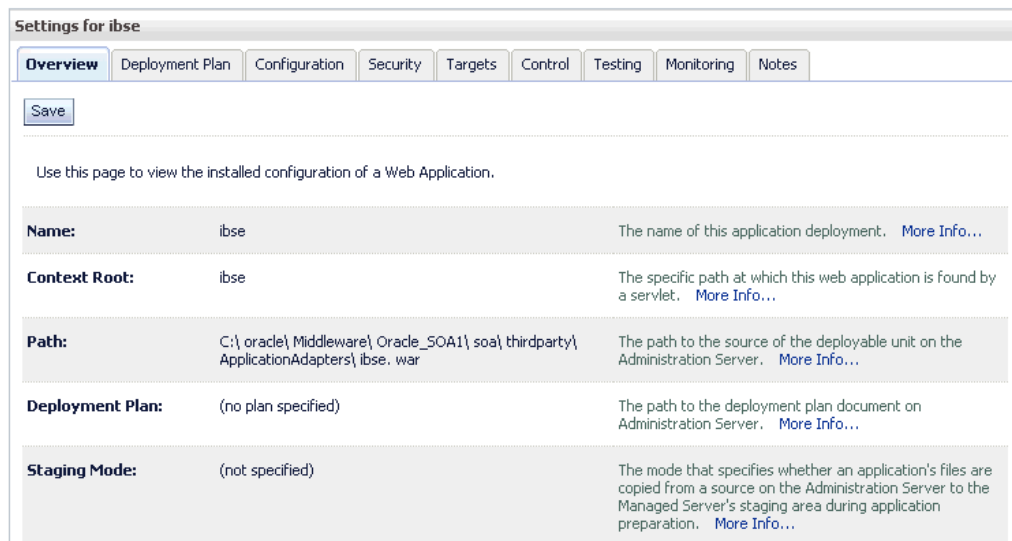 Settings for ibse
Overview Deployment Plan Configuration Security Targets Control Testing Monitoring Notes
Save
Use this page to view the installed configuration of a Web Application.
Name: ibse The name of this application deployment. More Info...
Context Root: ibse The specific path at which this web application is found by
a servlet. More Info...
Path: C:\ oracle\ Middleware\ Oracle_SOA1\ soa\ thirdparty\ The path to the source of the deployable unit on the
ApplicationAdapters\ ibse. war Administration Server. More Info...
Deployment Plan: (no plan specified) The path to the deployment plan document on
Administration Server. More Info...
Staging Mode: (not specified) The mode that specifies whether an application's files are
copied from a source on the Administration Server to the
Managed Server's staging area during application
preparation. More Info...